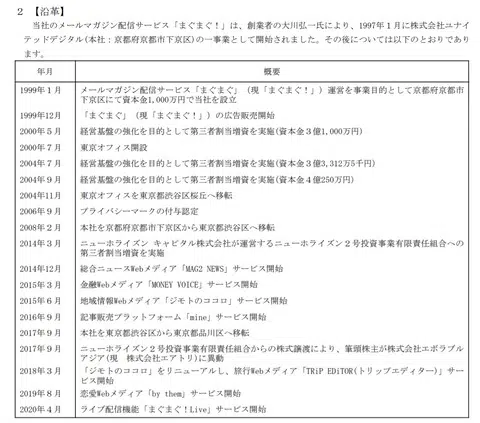 2 【沿革】
当社のメールマガジン配信サービス「まぐまぐ！」は、創業者の大川弘一氏により、1997年1月に株式会社ユナイ
テッドデジタル(本社：京都府京都市下京区)の一事業として開始されました。その後については以下のとおりであり
ます。
年月 概要
1999年1月 メールマガジン配信サービス「まぐまぐ」（現「まぐまぐ！」）運営を事業目的として京都府京都市
下京区にて資本金1,000万円で当社を設立
1999年12月 「まぐまぐ」（現「まぐまぐ！」）の広告販売開始
2000年5月 経営基盤の強化を目的として第三者割当増資を実施(資本金3億1,000万円)
2000年7月 東京オフィス開設
2004年7月 経営基盤の強化を目的として第三者割当増資を実施(資本金3億3,312万5千円)
2004年9月 経営基盤の強化を目的として第三者割当増資を実施(資本金4億250万円)
2004年11月 東京オフィスを東京都渋谷区桜丘へ移転
2006年9月 プライバシーマークの付与認定
2008年2月 本社を京都府京都市下京区から東京都渋谷区へ移転
2014年3月 ニューホライズン キャピタル株式会社が運営するニューホライズン2号投資事業有限責任組合への
第三者割当増資を実施
2014年12月 総合ニュースWebメディア「MAG2 NEWS」サービス開始
2015年3月 金融Webメディア「MONEY VOICE」サービス開始
2015年6月 地域情報Webメディア「ジモトのココロ」サービス開始
2016年9月 記事販売プラットフォーム「mine」サービス開始
2017年9月 本社を東京都渋谷区から東京都品川区へ移転
2017年9月 ニューホライズン2号投資事業有限責任組合からの株式譲渡により、筆頭株主が株式会社エボラブル
アジア(現 株式会社エアトリ)に異動
2018年3月 「ジモトのココロ」をリニューアルし、旅行Webメディア「TRiP EDiTOR(トリップエディター)」サー
ビス開始
2019年8月 恋愛Webメディア「by them」サービス開始
2020年4月 ライブ配信機能「まぐまぐ！Live」サービス開始